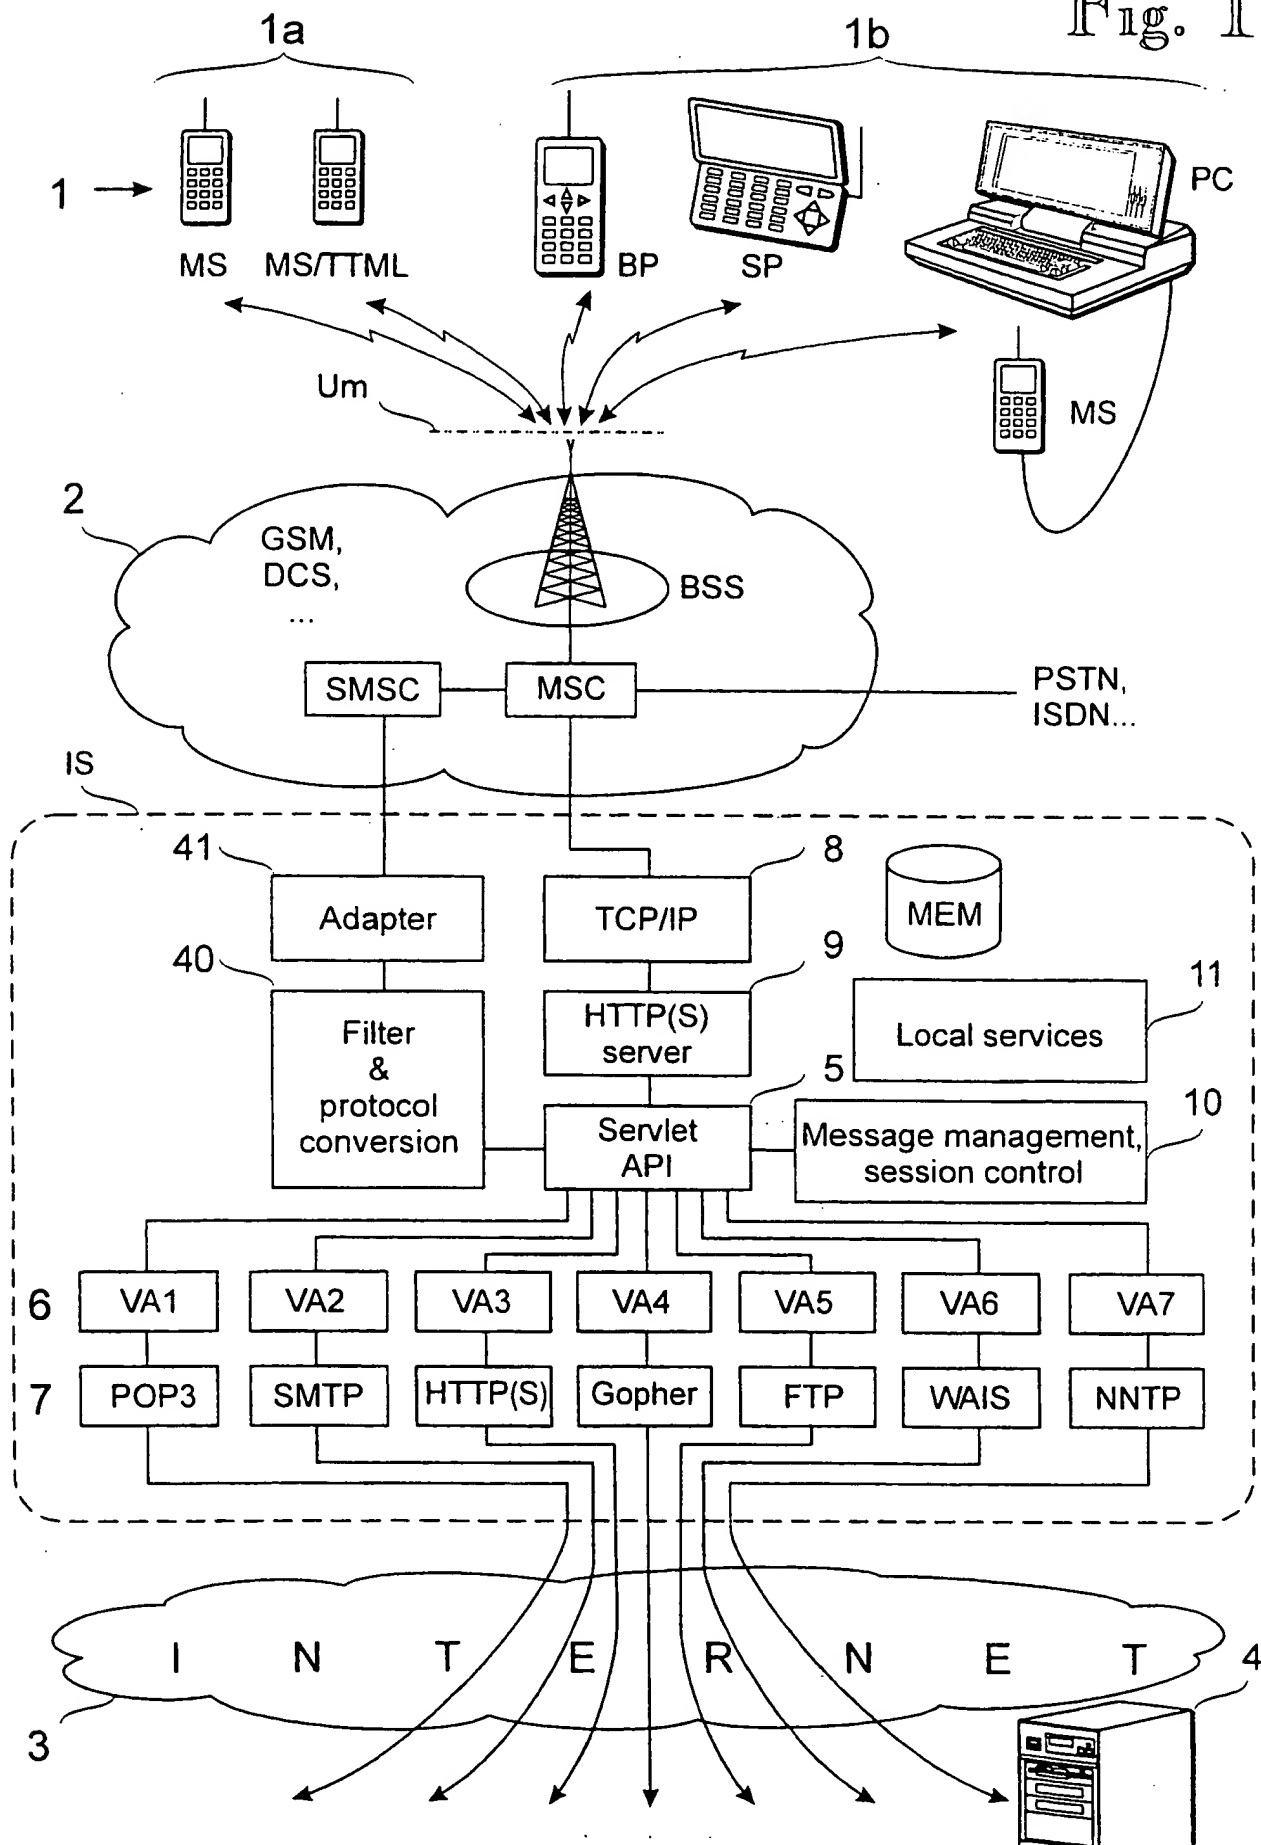 Fig. 1
1a
1b
1
MS
MS/TTML
BP
SP
PC
MS
Um
2
GSM,
DCS,
...
BSS
SMSC
MSC
PSTN,
ISDN...
IS
41
Adapter
8
TCP/IP
MEM
40
Filter
&
protocol
conversion
9
HTTP(S)
server
11
Local services
5
Servlet
API
10
Message management,
session control
6
VA1
VA2
VA3
VA4
VA5
VA6
VA7
7
POP3
SMTP
HTTP(S)
Gopher
FTP
WAIS
NNTP
I N T E R N E T
3
4